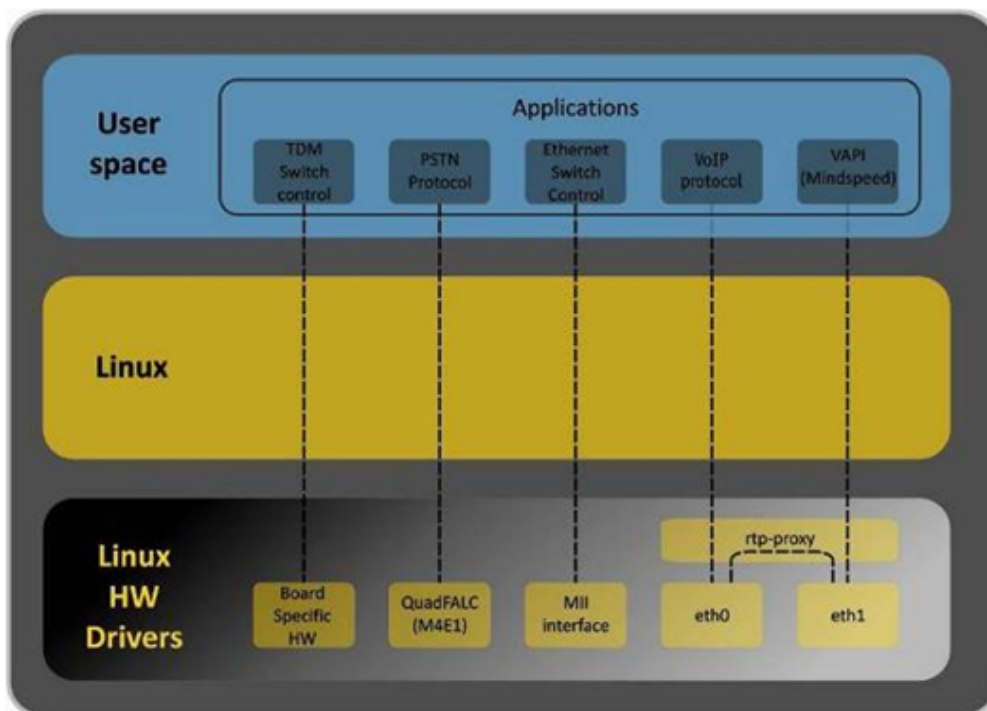 User
space
Applications
TDM
Switch
control
PSTN
Protocol
Ethernet
Switch
Control
VoIP
protocol
VAPI
(Mindspeed)
Linux
Linux
HW
Drivers
rtp-proxy
Board
Specific
HW
QuadFALC
(M4E1)
MII
interface
eth0
eth1